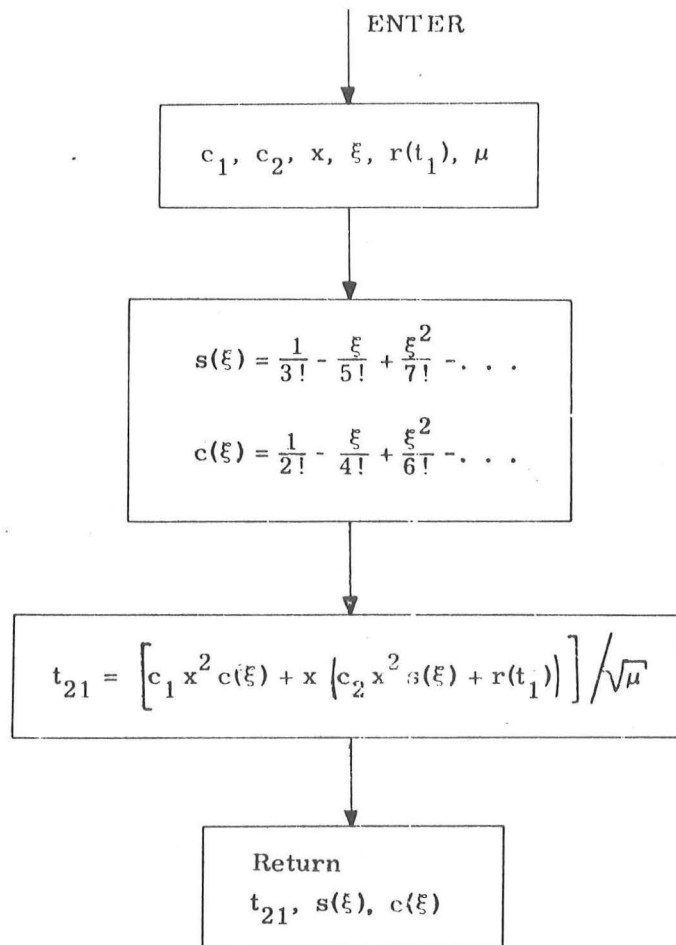 ENTER
c₁, c₂, x, ξ, r(t₁), μ
s(ξ) = 1/3! - ξ/5! + ξ²/7! - . . .
c(ξ) = 1/2! - ξ/4! + ξ²/6! - . . .
t₂₁ = [c₁ x² c(ξ) + x (c₂ x² s(ξ) + r(t₁))] / √μ
Return
t₂₁, s(ξ), c(ξ)